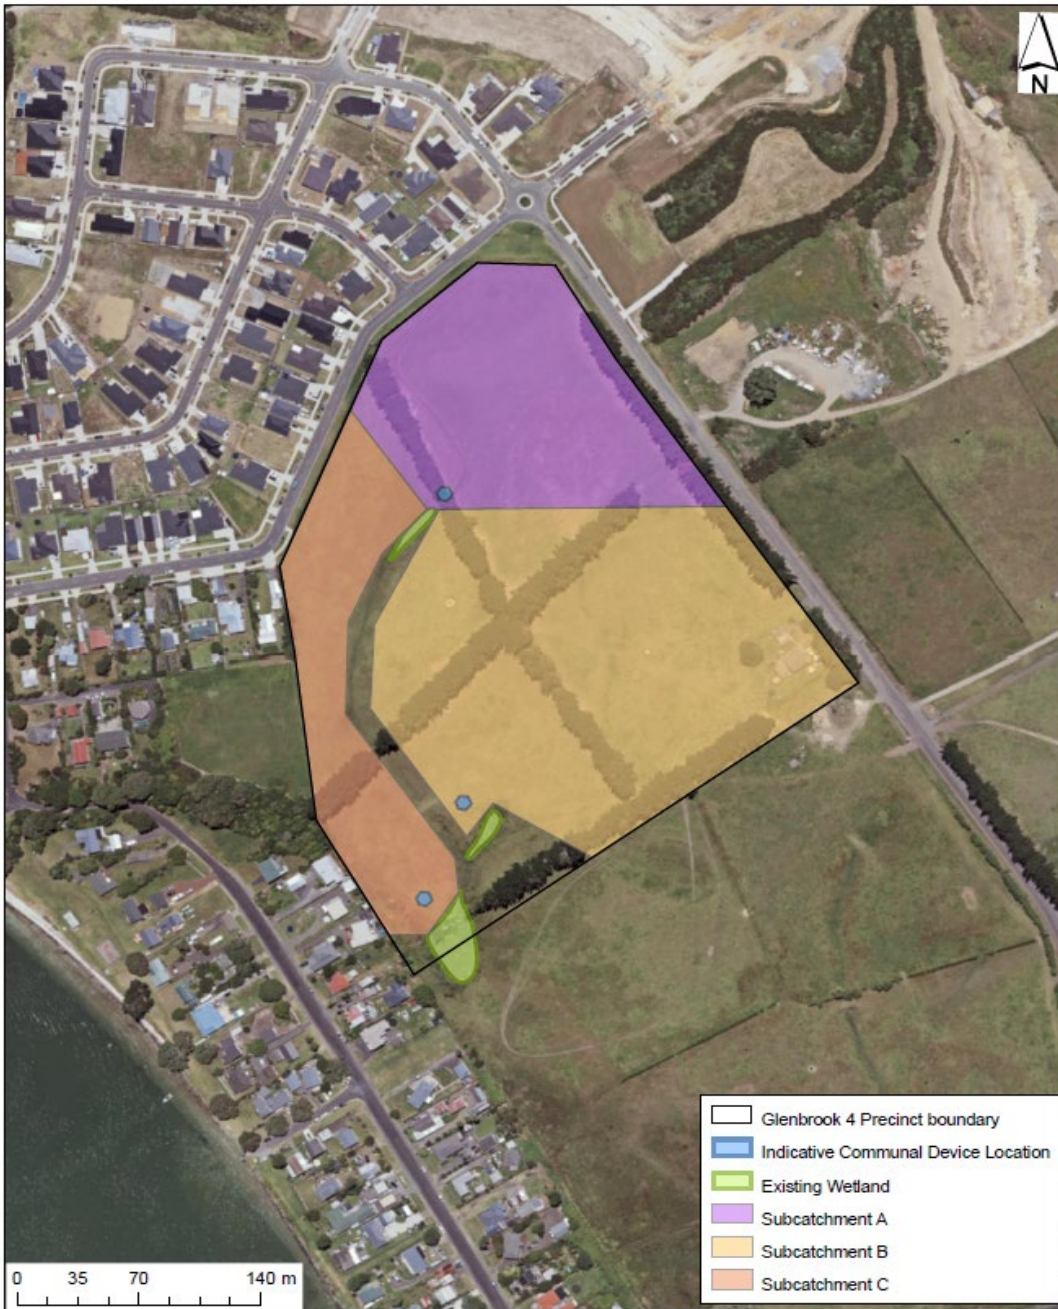 N
Glenbrook 4 Precinct boundary
Indicative Communal Device Location
Existing Wetland
Subcatchment A
Subcatchment B
Subcatchment C
0 35 70 140 m